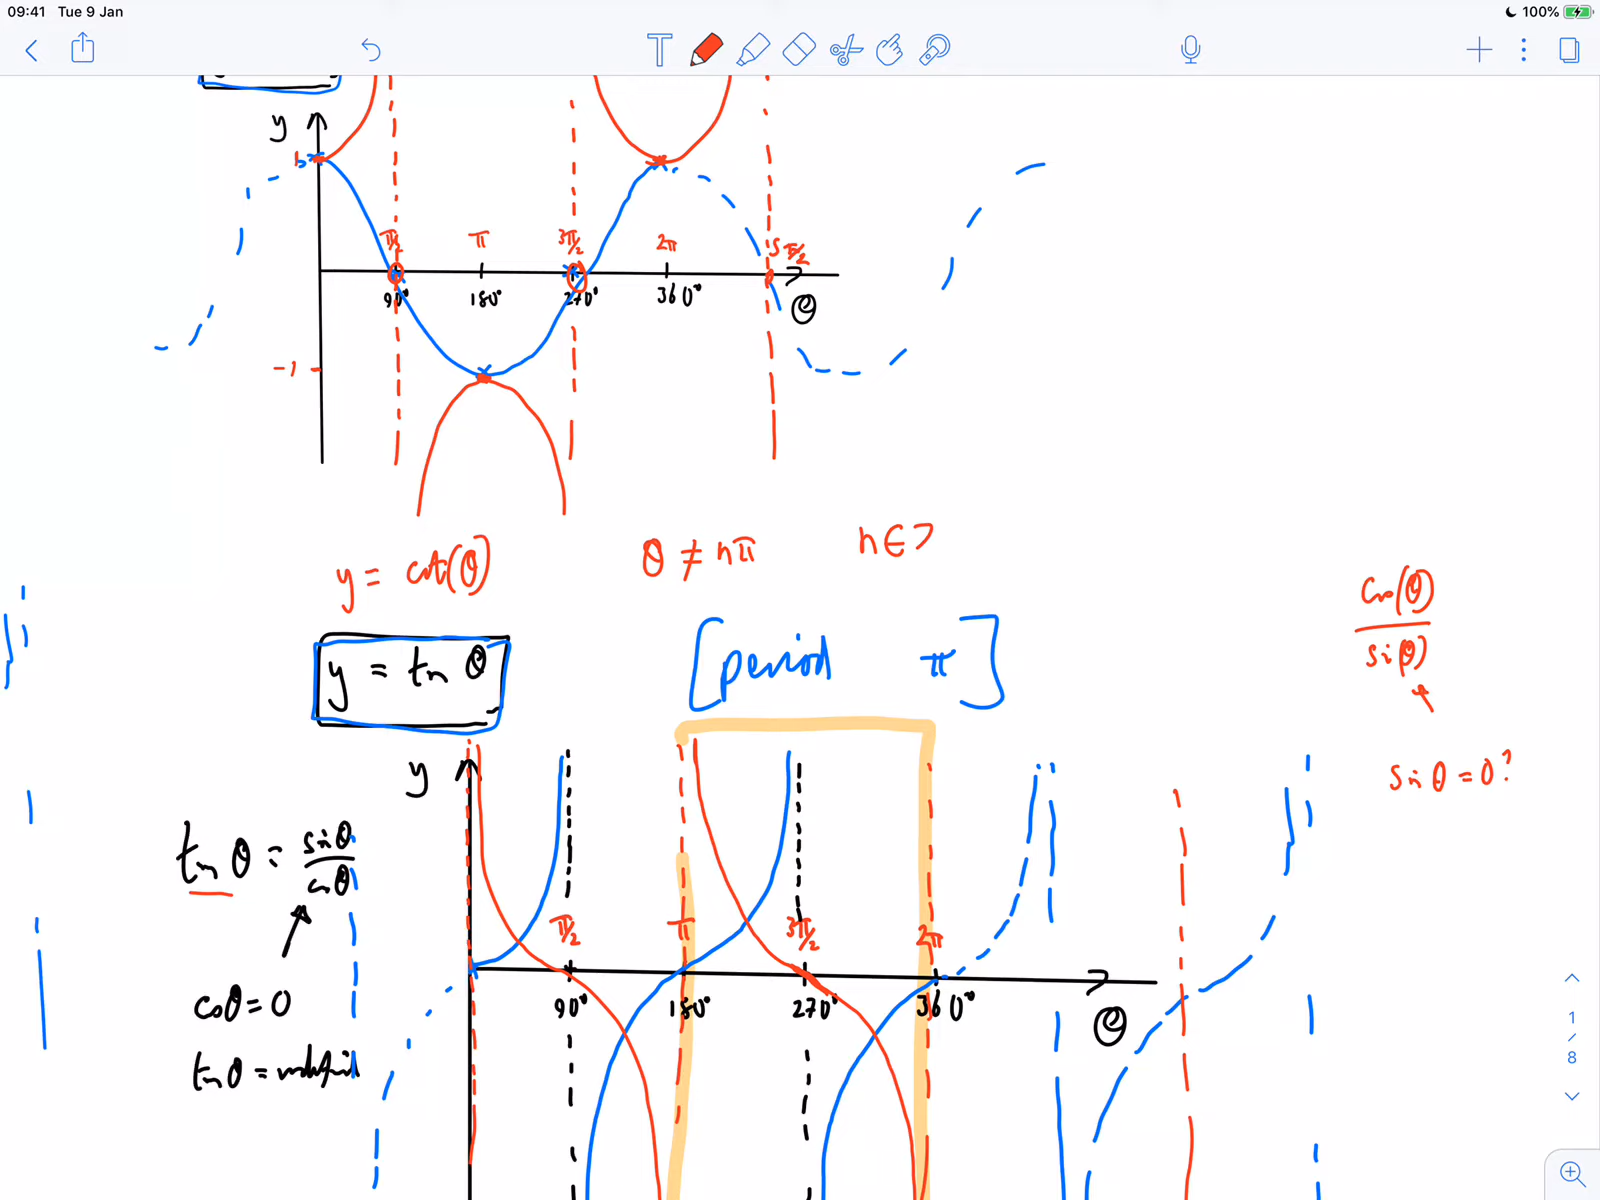 09:41 Tue 9 Jan
100%
T
y
1
π/2 π 3π/2 2π 5π/2
90° 180° 270° 360°
θ
-1
y = cot(θ)
θ ≠ nπ n∈
cos(θ)
sin(θ)
y = tan θ
[period π]
sin θ = 0?
y
tan θ = sin θ
cos θ
π/2 π 3π/2 2π
90° 180° 270° 360°
θ
cos θ = 0
tan θ = undefined
1
/
8